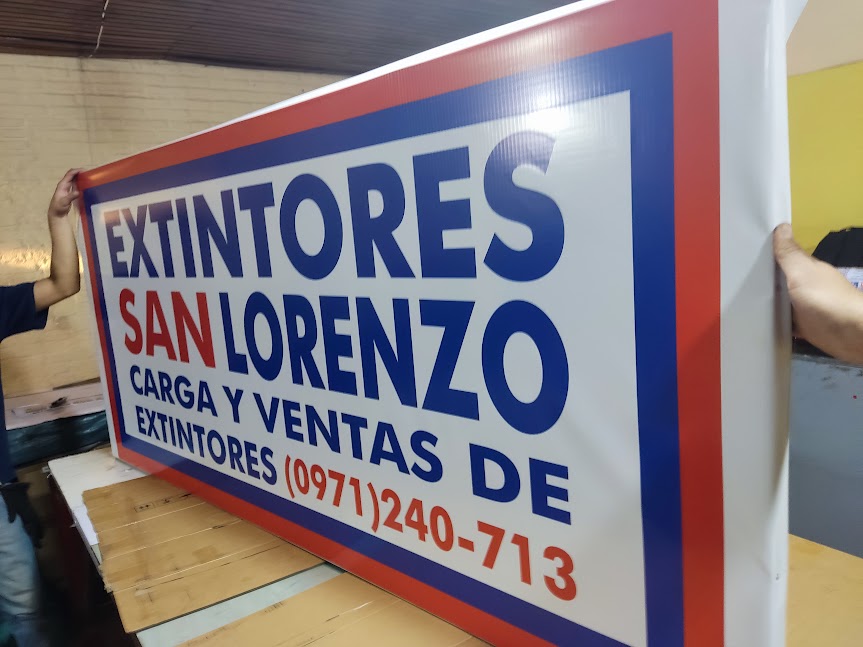 EXTINTORES
SAN LORENZO
CARGA Y VENTAS DE
EXTINTORES (0971)240-713